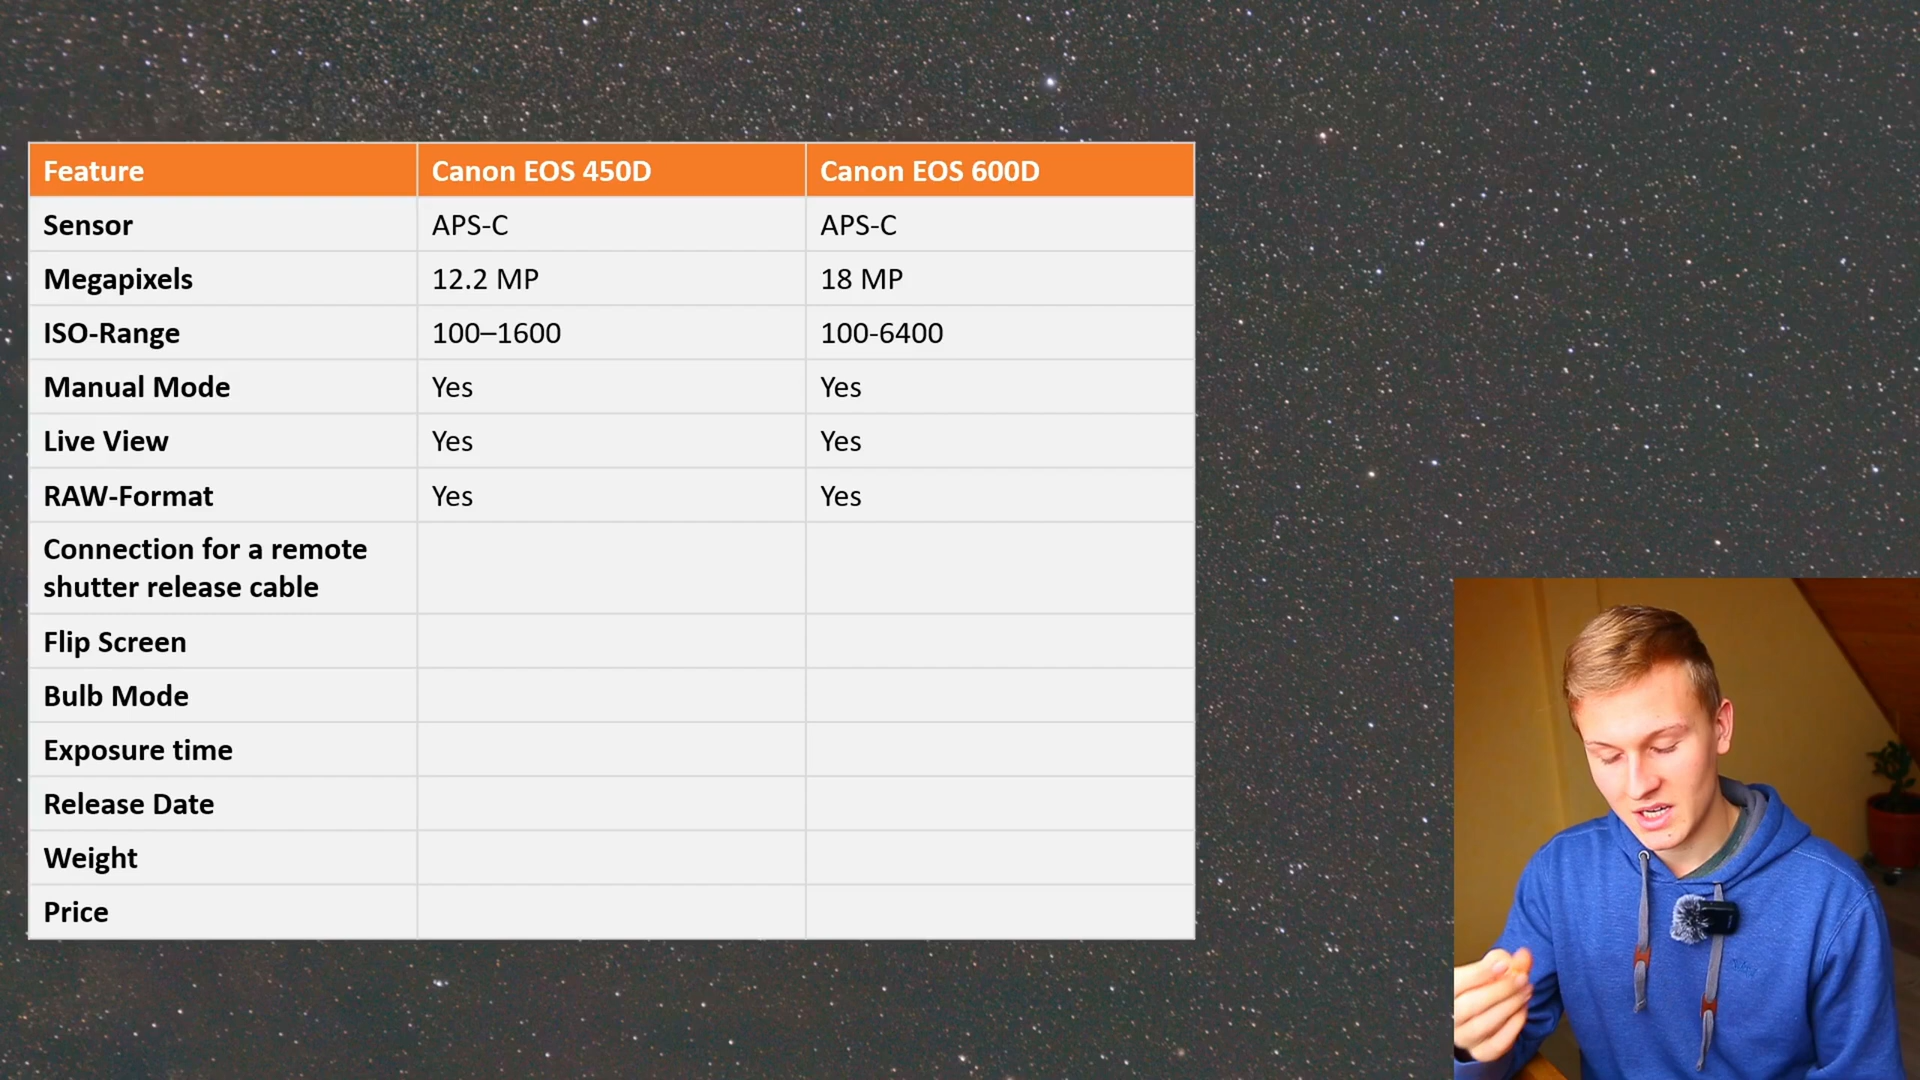 Feature Canon EOS 450D Canon EOS 600D
Sensor APS-C APS-C
Megapixels 12.2 MP 18 MP
ISO-Range 100–1600 100-6400
Manual Mode Yes Yes
Live View Yes Yes
RAW-Format Yes Yes
Connection for a remote
shutter release cable
Flip Screen
Bulb Mode
Exposure time
Release Date
Weight
Price